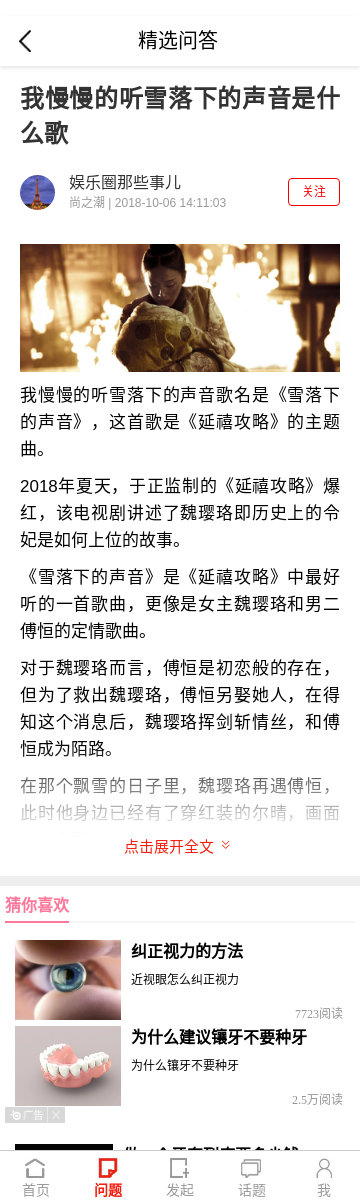 精选问答
我慢慢的听雪落下的声音是什
么歌
娱乐圈那些事儿
尚之潮 | 2018-10-06 14:11:03
关注
我慢慢的听雪落下的声音歌名是《雪落下
的声音》，这首歌是《延禧攻略》的主题
曲。
2018年夏天，于正监制的《延禧攻略》爆
红，该电视剧讲述了魏璎珞即历史上的令
妃是如何上位的故事。
《雪落下的声音》是《延禧攻略》中最好
听的一首歌曲，更像是女主魏璎珞和男二
傅恒的定情歌曲。
对于魏璎珞而言，傅恒是初恋般的存在，
但为了救出魏璎珞，傅恒另娶她人，在得
知这个消息后，魏璎珞挥剑斩情丝，和傅
恒成为陌路。
在那个飘雪的日子里，魏璎珞再遇傅恒，
此时他身边已经有了穿红装的尔晴，画面
点击展开全文
猜你喜欢
纠正视力的方法
近视眼怎么纠正视力
7723阅读
为什么建议镶牙不要种牙
为什么镶牙不要种牙
2.5万阅读
广告
首页
问题
发起
话题
我